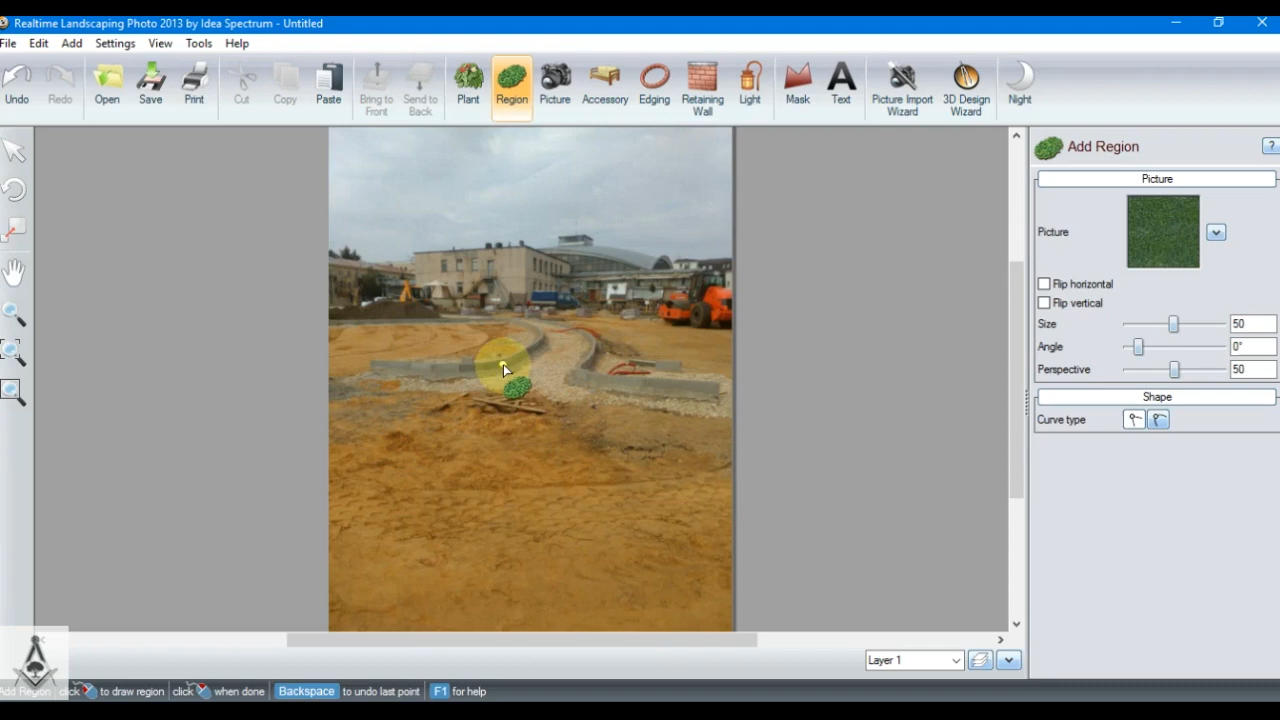 Realtime Landscaping Photo 2013 by Idea Spectrum - Untitled
File Edit Add Settings View Tools Help
Undo Redo Open Save Print Cut Copy Paste Bring to Front Send to Back Plant Region Picture Accessory Edging Retaining Wall Light Mask Text Picture Import Wizard 3D Design Wizard Night
Add Region ?
Picture
Picture
Flip horizontal
Flip vertical
Size 50
Angle 0°
Perspective 50
Shape
Curve type
Layer 1
Add Region click to draw region click when done Backspace to undo last point F1 for help